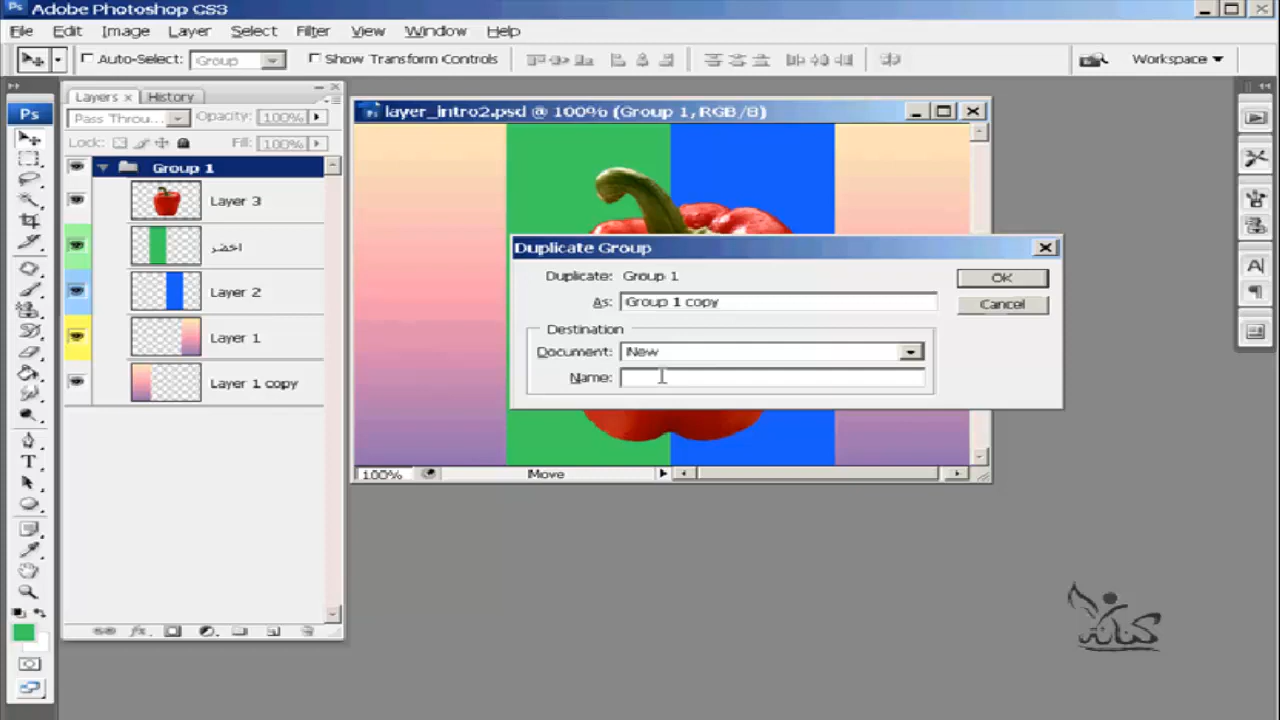 Adobe Photoshop CS3
File Edit Image Layer Select Filter View Window Help
Auto-Select: Group Show Transform Controls Workspace
Layers × History
Pass Throu... Opacity: 100%
Lock: Fill: 100%
Ps
Group 1
Layer 3
اخضر
Layer 2
Layer 1
Layer 1 copy
layer_intro2.psd @ 100% (Group 1, RGB/8)
Duplicate Group
Duplicate: Group 1
OK
As: Group 1 copy
Cancel
Destination
Document: New
Name:
100% Move
كنانة